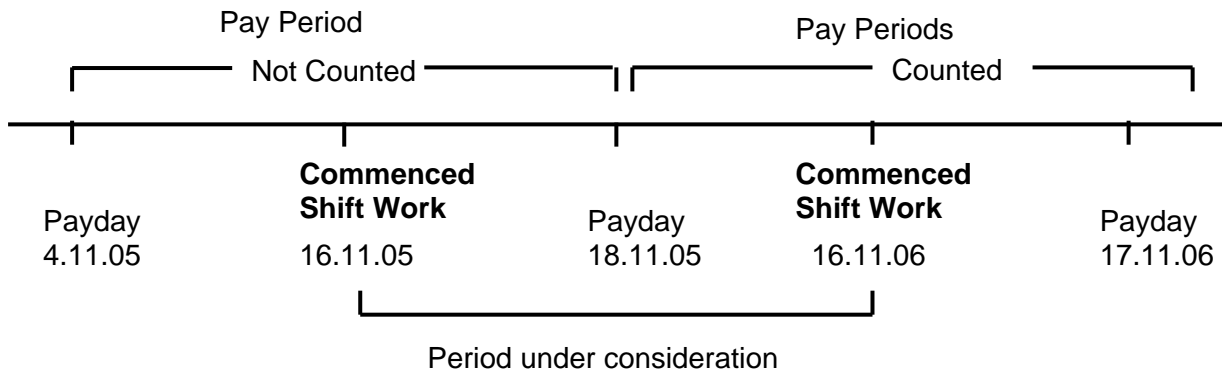 Pay Period
Pay Periods
Not Counted
Counted
Commenced
Shift Work
Commenced
Shift Work
Payday
4.11.05
16.11.05
Payday
18.11.05
16.11.06
Payday
17.11.06
Period under consideration